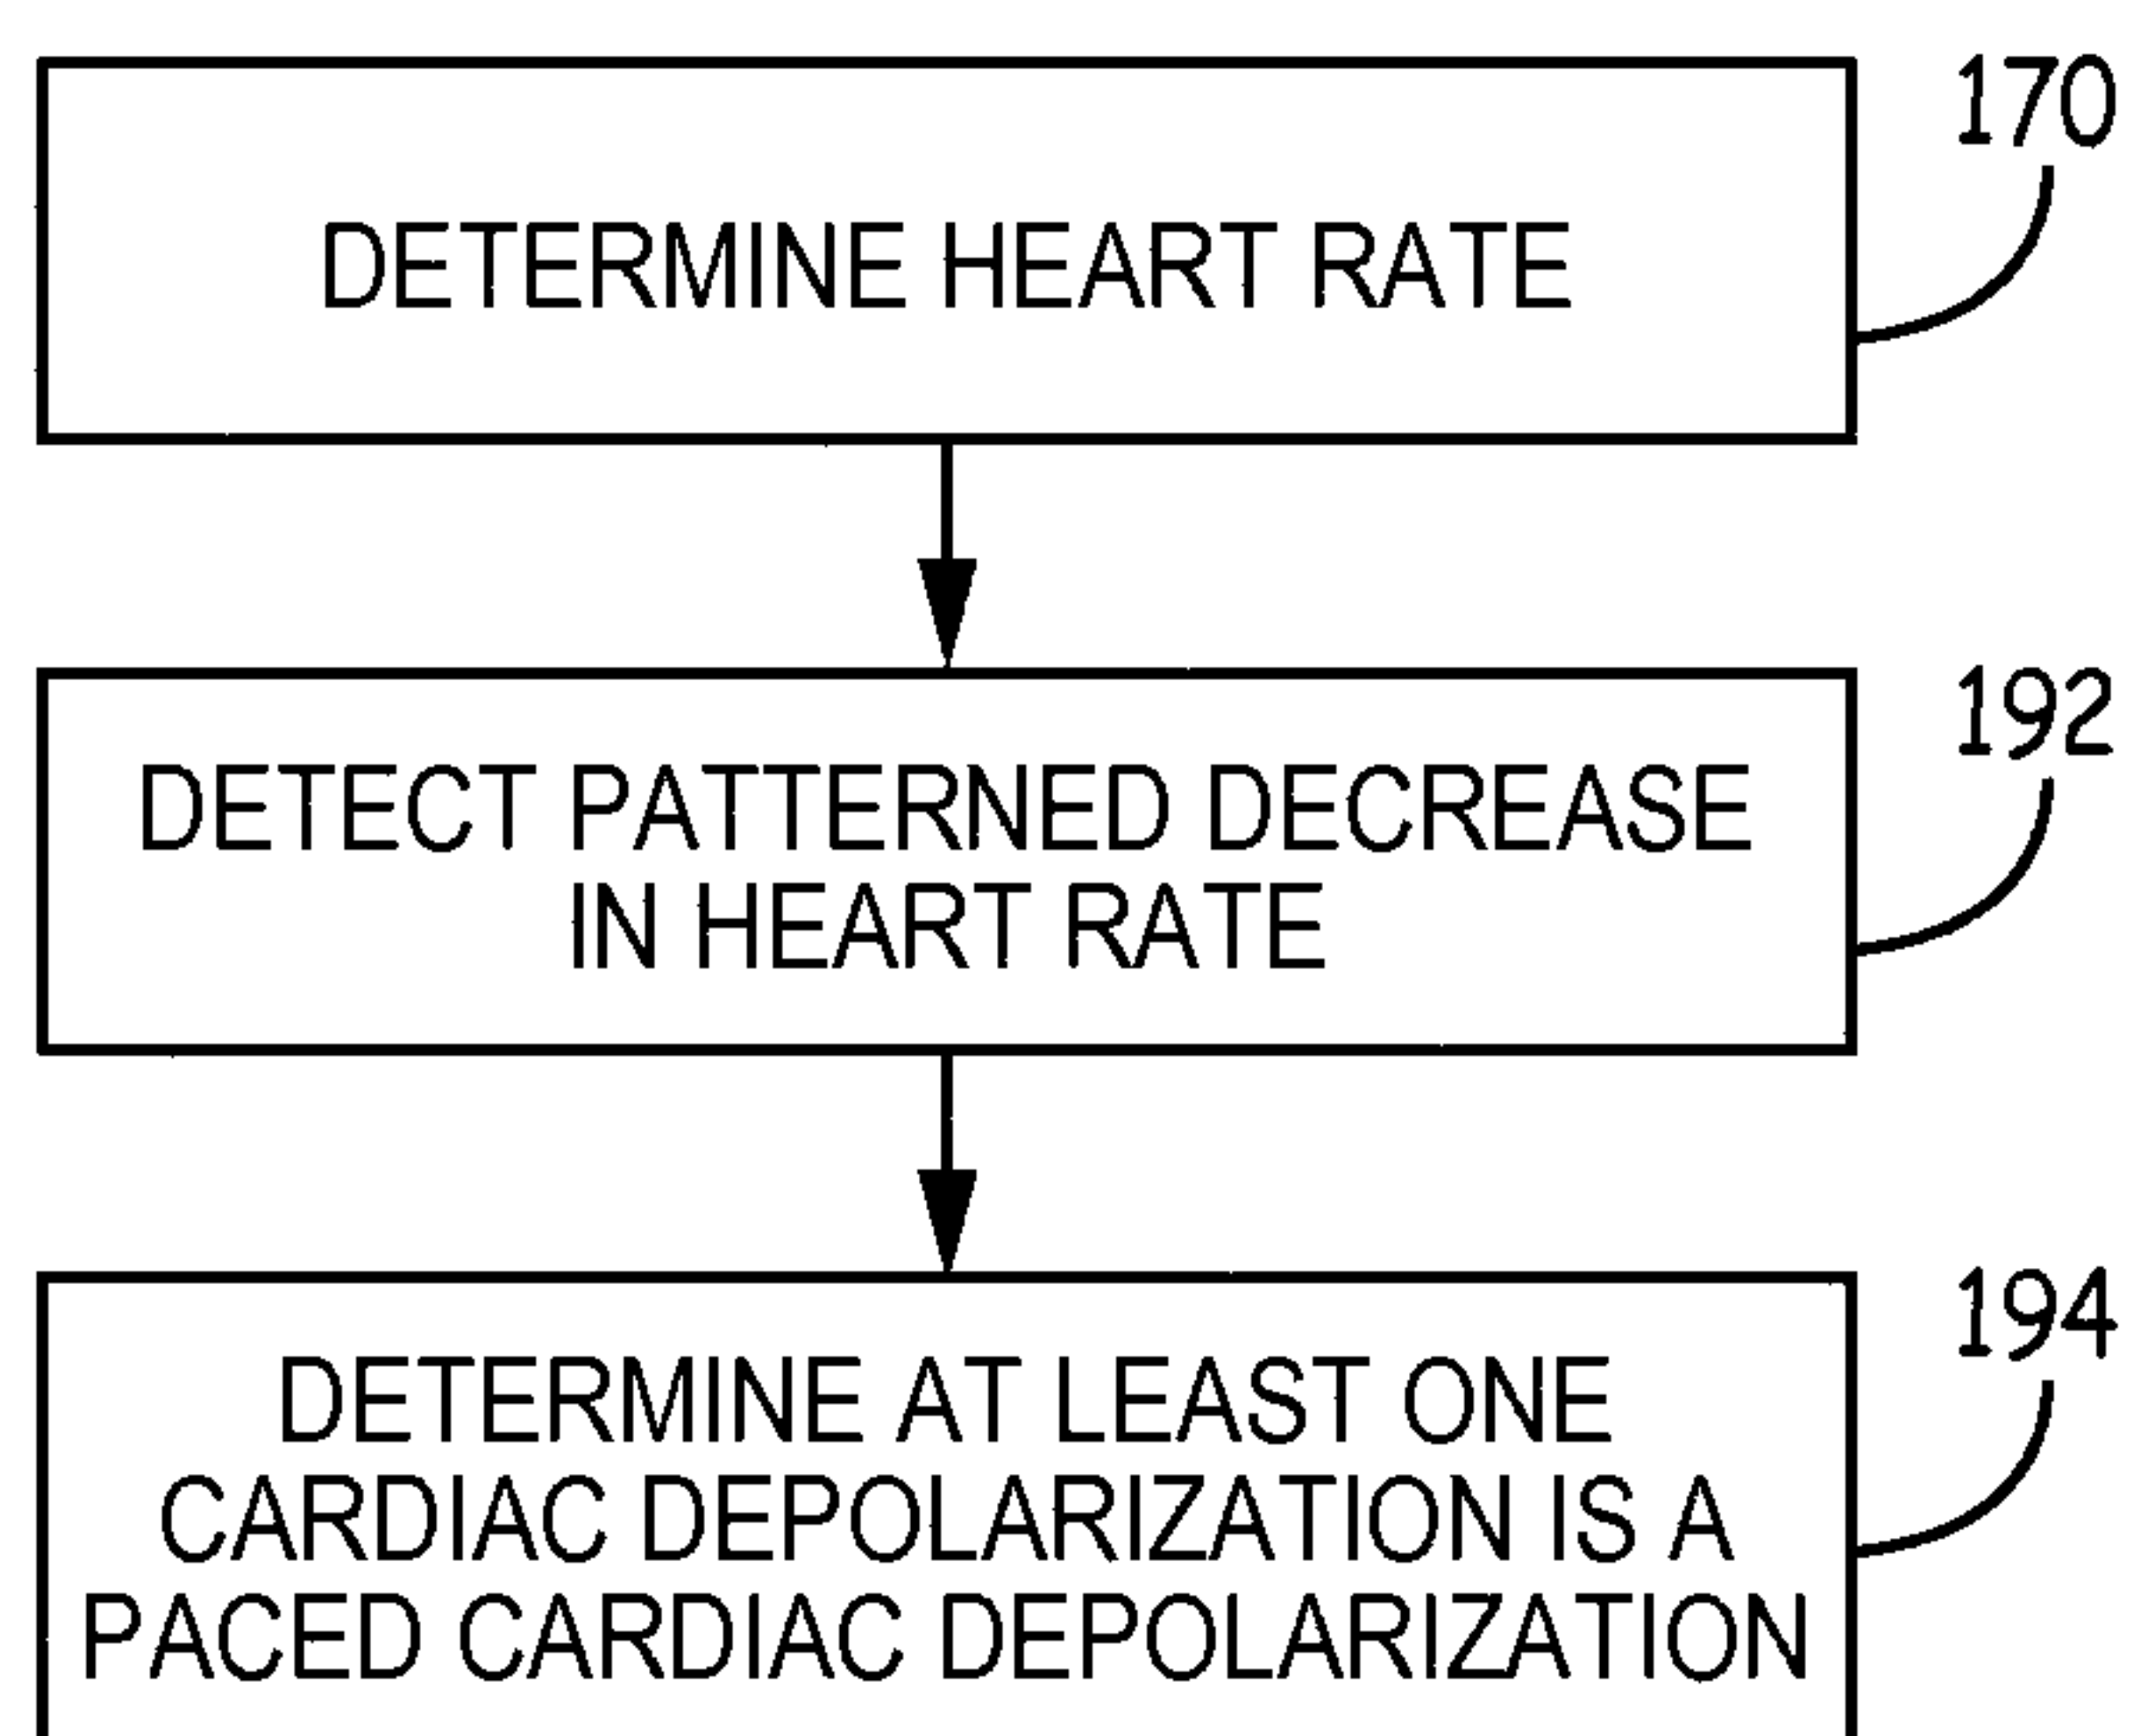 170
DETERMINE HEART RATE
192
DETECT PATTERNED DECREASE
IN HEART RATE
194
DETERMINE AT LEAST ONE
CARDIAC DEPOLARIZATION IS A
PACED CARDIAC DEPOLARIZATION